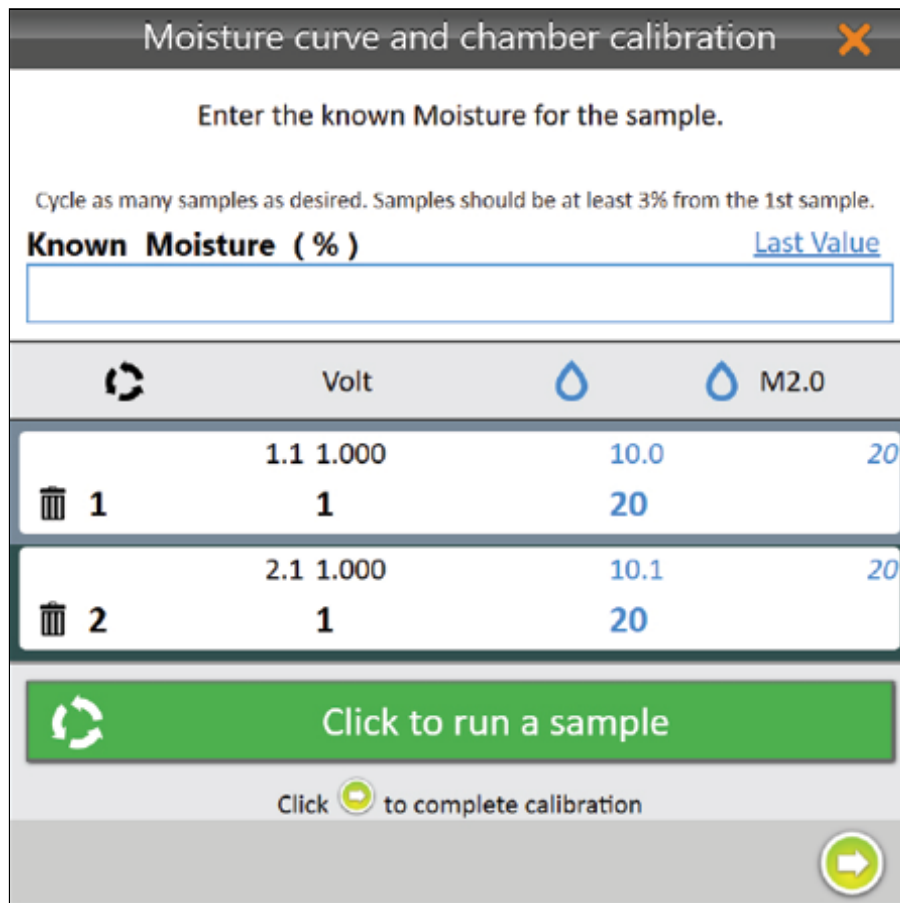 Moisture curve and chamber calibration
Enter the known Moisture for the sample.
Cycle as many samples as desired. Samples should be at least 3% from the 1st sample.
Known Moisture (%) Last Value
Volt M2.0
1.1 1.000 10.0 20
1 1 20
2.1 1.000 10.1 20
2 1 20
Click to run a sample
Click to complete calibration